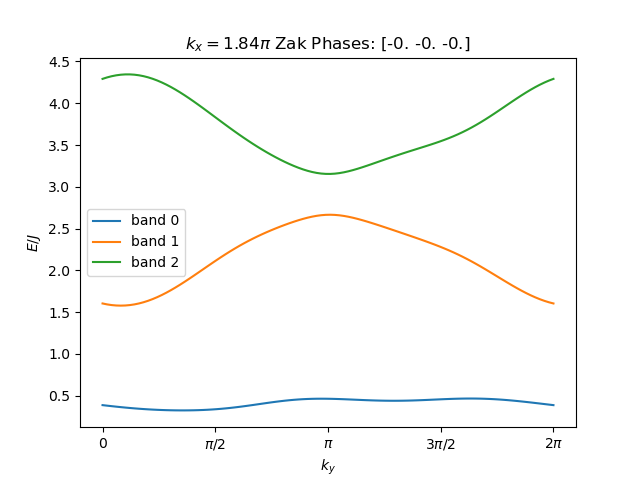 $k_x = 1.84\pi$ Zak Phases: [-0. -0. -0.]
4.5
4.0
3.5
3.0
2.5
2.0
1.5
1.0
0.5
E/J
band 0
band 1
band 2
0
π/2
π
3π/2
2π
$k_y$